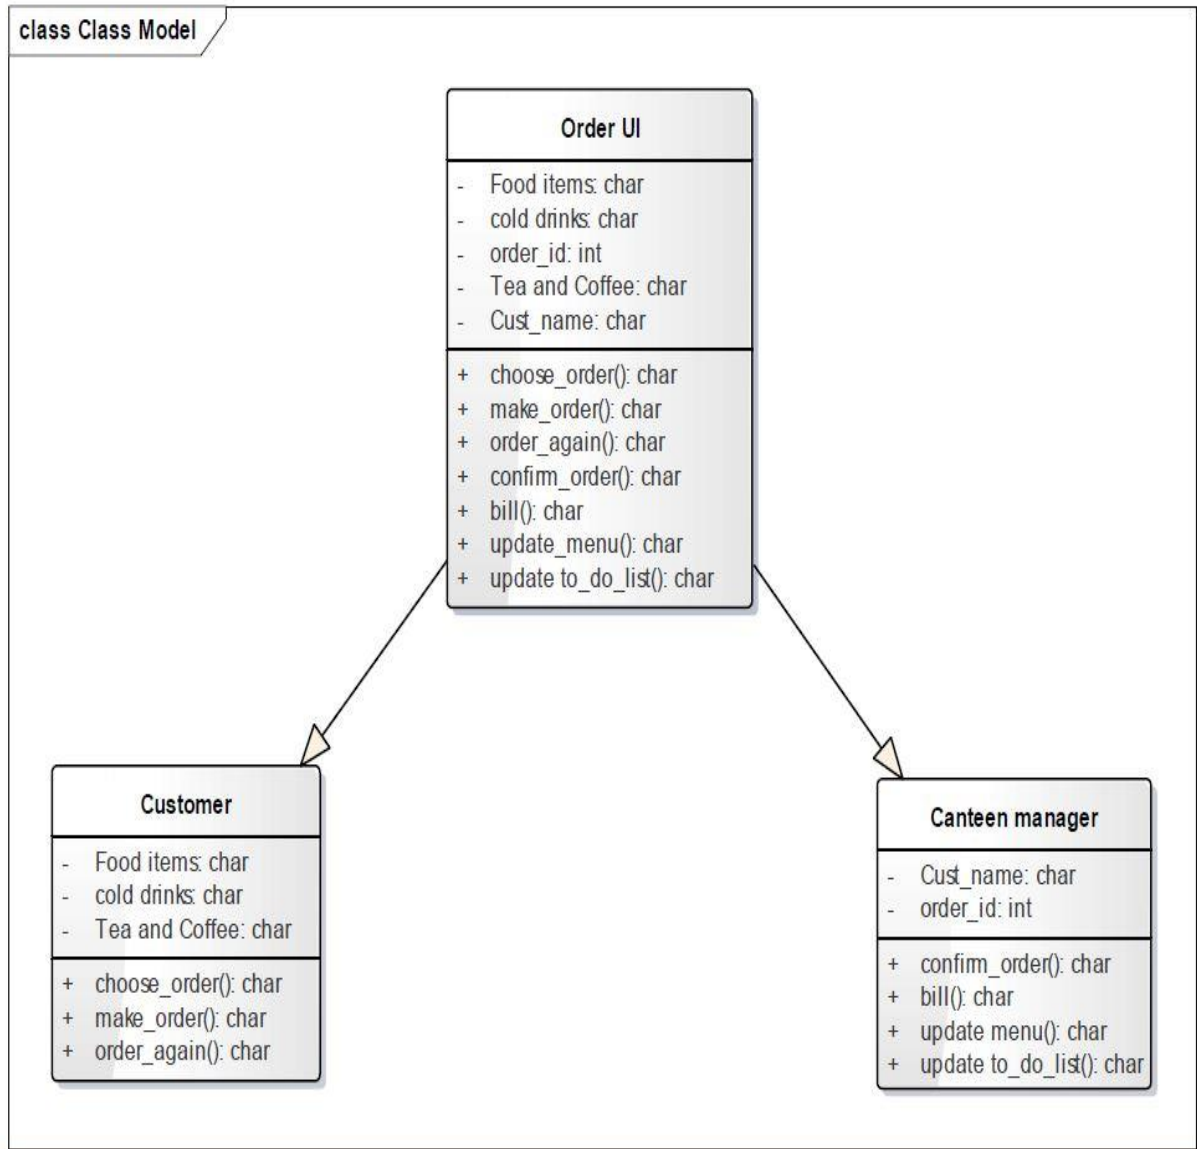 class Class Model
Order UI
- Food items: char
- cold drinks: char
- order_id: int
- Tea and Coffee: char
- Cust_name: char
+ choose_order(): char
+ make_order(): char
+ order_again(): char
+ confirm_order(): char
+ bill(): char
+ update_menu(): char
+ update to_do_list(): char
Customer
- Food items: char
- cold drinks: char
- Tea and Coffee: char
+ choose_order(): char
+ make_order(): char
+ order_again(): char
Canteen manager
- Cust_name: char
- order_id: int
+ confirm_order(): char
+ bill(): char
+ update menu(): char
+ update to_do_list(): char